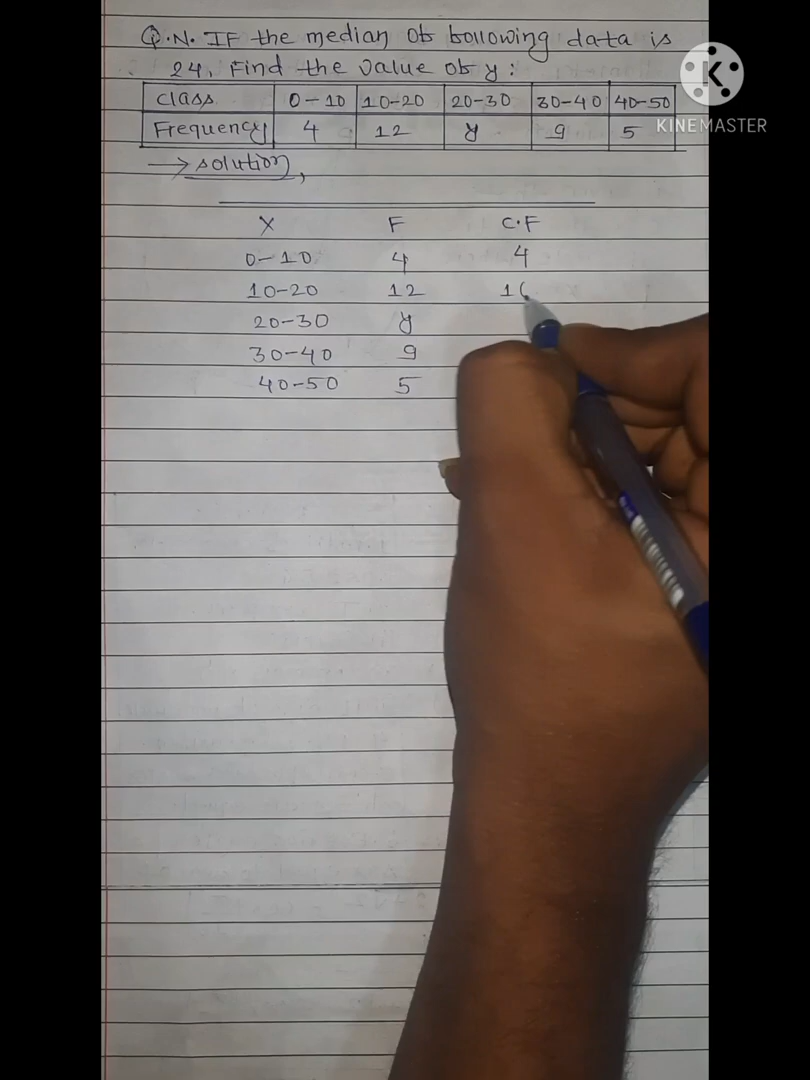 Q.N. IF the median of following data is
24, Find the value of y:
KINEMASTER
Class 0-10 10-20 20-30 30-40 40-50
Frequency 4 12 y 9 5
→ solution,
X F C.F
0-10 4 4
10-20 12 16
20-30 y
30-40 9
40-50 5